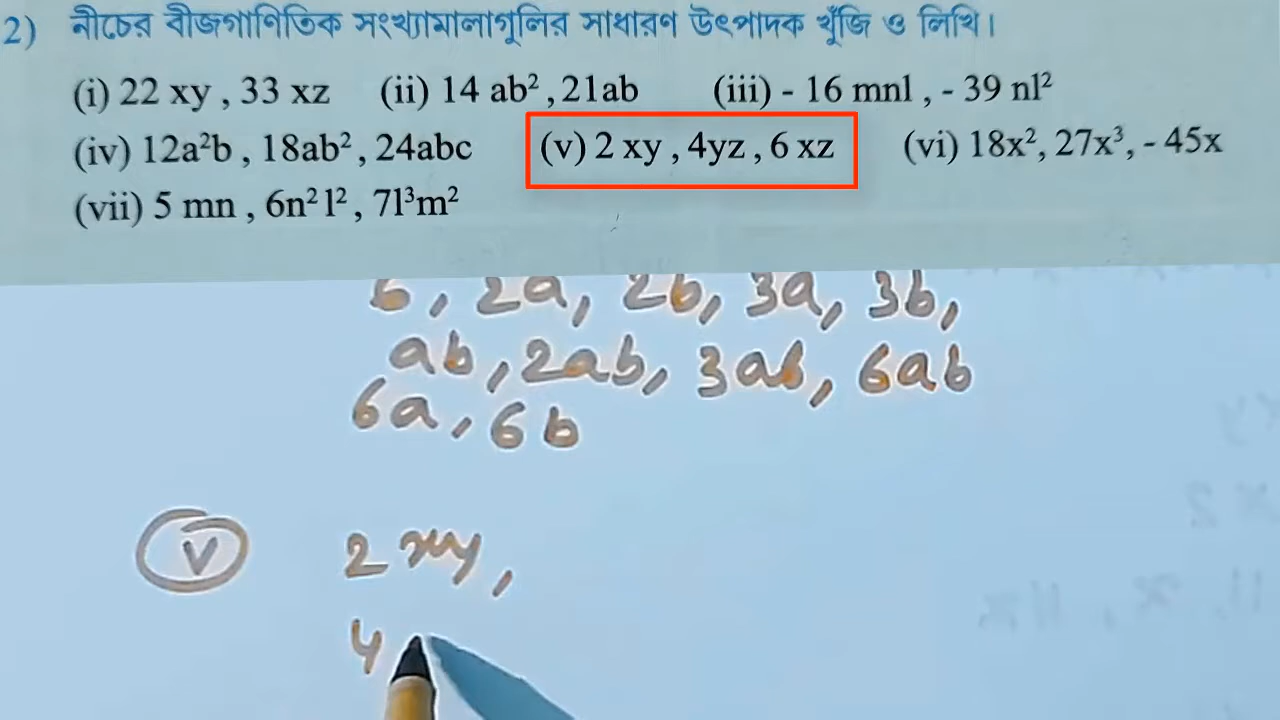 2) নীচের বীজগাণিতিক সংখ্যামালাগুলির সাধারণ উৎপাদক খুঁজি ও লিখি।
(i) 22 xy , 33 xz (ii) 14 ab² , 21ab (iii) - 16 mnl , - 39 nl²
(iv) 12a²b , 18ab² , 24abc (v) 2 xy , 4yz , 6 xz (vi) 18x², 27x³, - 45x
(vii) 5 mn , 6n² l² , 7l³m²
6, 2a, 2b, 3a, 3b,
ab, 2ab, 3ab, 6ab
6a, 6b
V 2 xy,
4